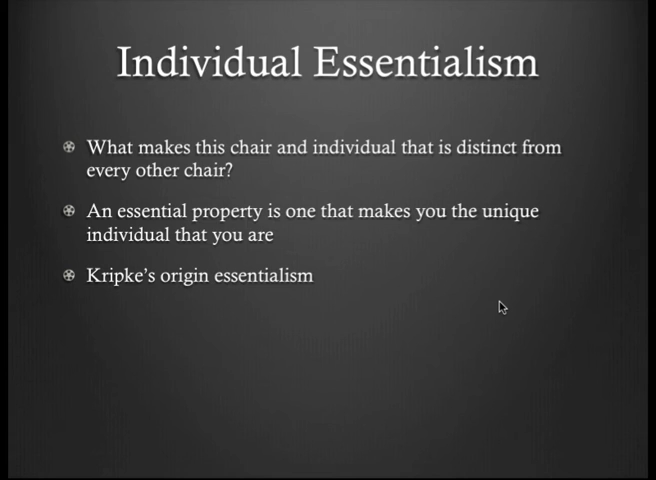 Individual Essentialism
What makes this chair and individual that is distinct from
every other chair?
An essential property is one that makes you the unique
individual that you are
Kripke's origin essentialism